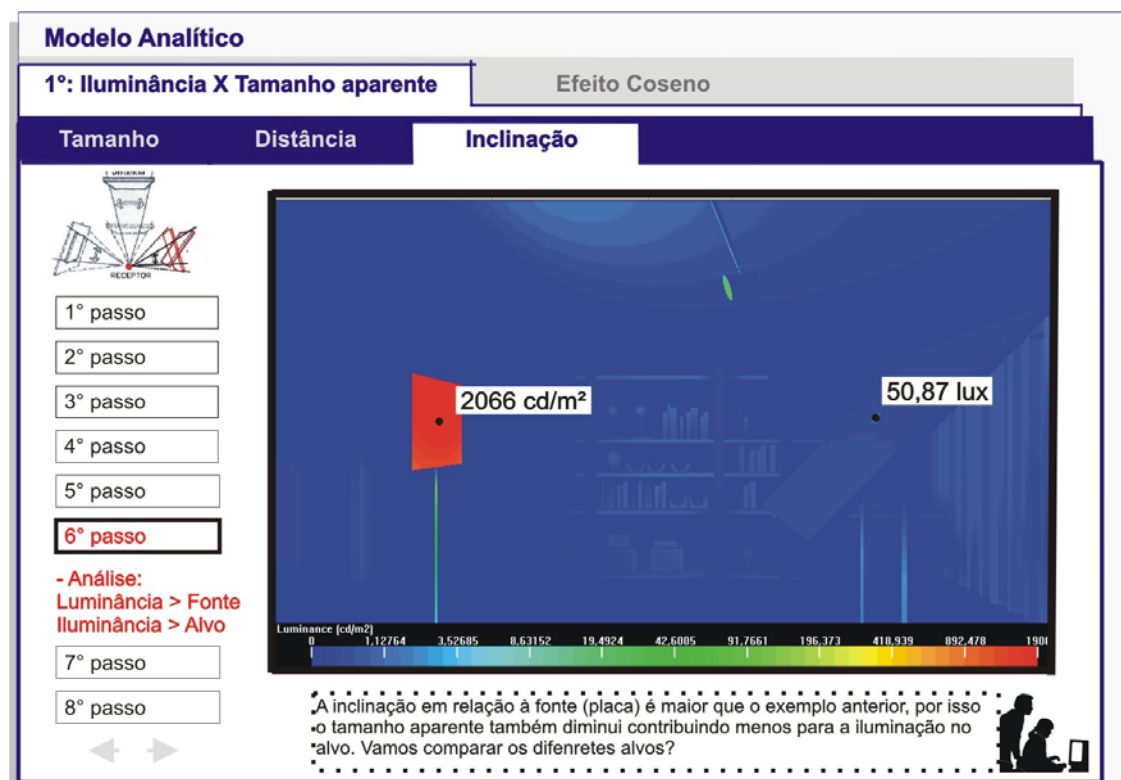 Modelo Analítico
1°: Iluminância X Tamanho aparente
Efeito Coseno
Tamanho
Distância
Inclinação
RECEPTOR
1° passo
2° passo
3° passo
4° passo
5° passo
6° passo
- Análise:
Luminância > Fonte
Iluminância > Alvo
7° passo
8° passo
2066 cd/m²
50,87 lux
Luminance (cd/m2)
0 1,12764 3,52685 8,63152 19,4924 42,6005 91,7661 196,373 418,939 892,478 1900
A inclinação em relação à fonte (placa) é maior que o exemplo anterior, por isso
o tamanho aparente também diminui contribuindo menos para a iluminação no
alvo. Vamos comparar os difenretes alvos?